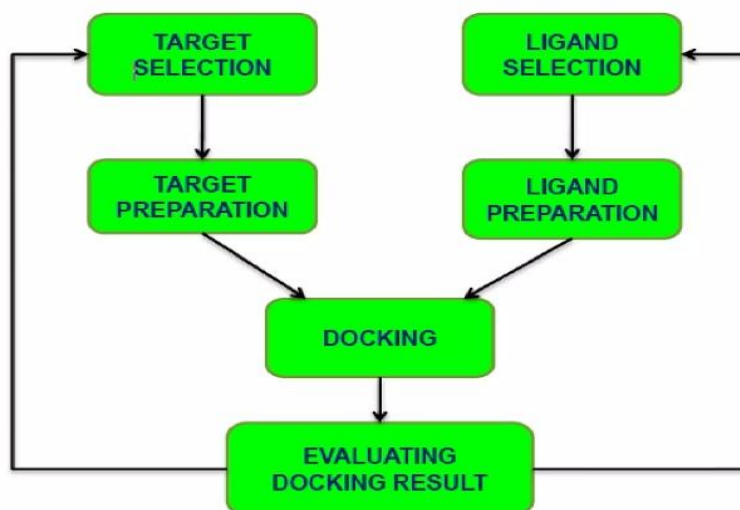 TARGET
SELECTION
LIGAND
SELECTION
TARGET
PREPARATION
LIGAND
PREPARATION
DOCKING
EVALUATING
DOCKING RESULT